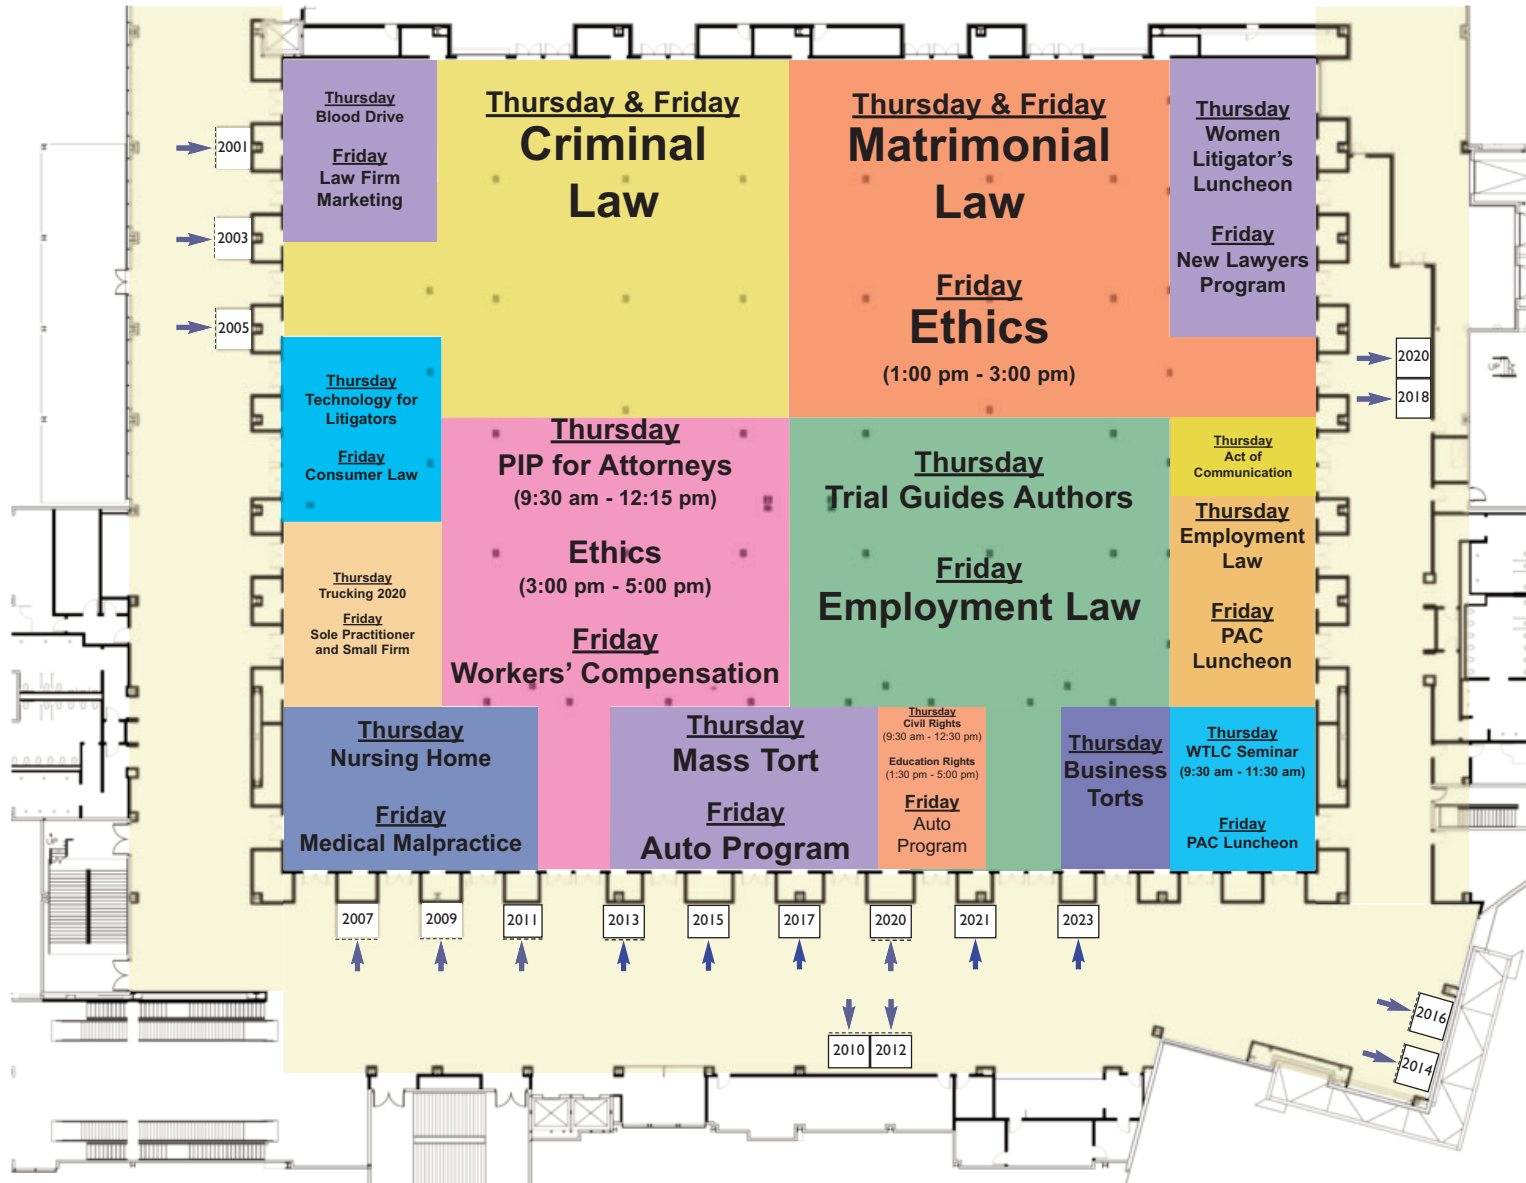 Thursday
Blood Drive
Friday
Law Firm
Marketing
Thursday & Friday
Criminal
Law
Thursday & Friday
Matrimonial
Law
Friday
Ethics
(1:00 pm - 3:00 pm)
Thursday
Women
Litigator’s
Luncheon
Friday
New Lawyers
Program
2001
2003
2005
2020
2018
Thursday
Technology for
Litigators
Friday
Consumer Law
Thursday
PIP for Attorneys
(9:30 am - 12:15 pm)
Ethics
(3:00 pm - 5:00 pm)
Friday
Workers’ Compensation
Thursday
Trial Guides Authors
Friday
Employment Law
Thursday
Act of
Communication
Thursday
Employment
Law
Friday
PAC
Luncheon
Thursday
Trucking 2020
Friday
Sole Practitioner
and Small Firm
Thursday
Nursing Home
Friday
Medical Malpractice
Thursday
Mass Tort
Friday
Auto Program
Thursday
Civil Rights
(9:30 am - 12:30 pm)
Education Rights
(1:30 pm - 5:00 pm)
Friday
Auto
Program
Thursday
Business
Torts
Thursday
WTLC Seminar
(9:30 am - 11:30 am)
Friday
PAC Luncheon
UP
UP
2007
2009
2011
2013
2015
2017
2020
2021
2023
2010
2012
2016
2014